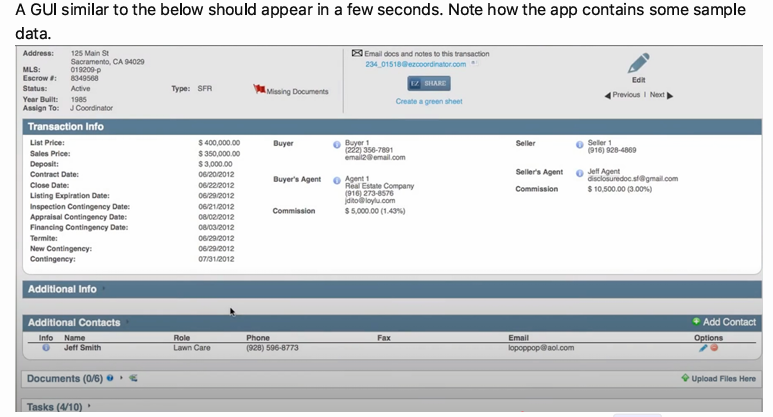 A GUI similar to the below should appear in a few seconds. Note how the app contains some sample
data.
Address: 125 Main St
Sacramento, CA 94029
MLS: 019209-p
Escrow #: 8349568
Status: Active Type: SFR Missing Documents
Year Built: 1985
Assign To: J Coordinator
Email docs and notes to this transaction
234_01518@ezcoordinator.com
EZ SHARE
Create a green sheet
Edit
Previous | Next
Transaction Info
List Price: $ 400,000.00
Sales Price: $ 350,000.00
Deposit: $ 3,000.00
Contract Date: 06/20/2012
Close Date: 06/22/2012
Listing Expiration Date: 06/29/2012
Inspection Contingency Date: 06/21/2012
Appraisal Contingency Date: 08/02/2012
Financing Contingency Date: 08/03/2012
Termite: 06/29/2012
New Contingency: 06/29/2012
Contingency: 07/31/2012
Buyer Buyer 1
(222) 356-7891
email2@email.com
Buyer's Agent Agent 1
Real Estate Company
(916) 273-8576
jdito@loylu.com
Commission $ 5,000.00 (1.43%)
Seller Seller 1
(916) 928-4869
Seller's Agent Jeff Agent
disclosuredoc.sf@gmail.com
Commission $ 10,500.00 (3.00%)
Additional Info
Additional Contacts Add Contact
Info Name Role Phone Fax Email Options
Jeff Smith Lawn Care (928) 596-8773 lopoppop@aol.com
Documents (0/6) Upload Files Here
Tasks (4/10)